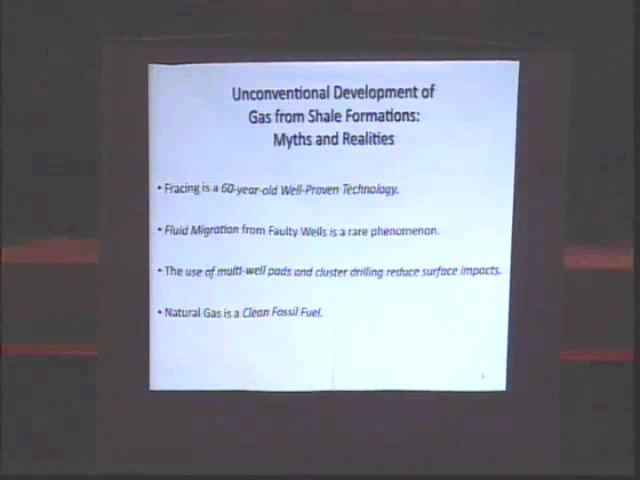 Unconventional Development of
Gas from Shale Formations:
Myths and Realities
• Fracing is a 60-year-old Well-Proven Technology.
• Fluid Migration from Faulty Wells is a rare phenomenon.
• The use of multi-well pads and cluster drilling reduce surface impacts.
• Natural Gas is a Clean Fossil Fuel.